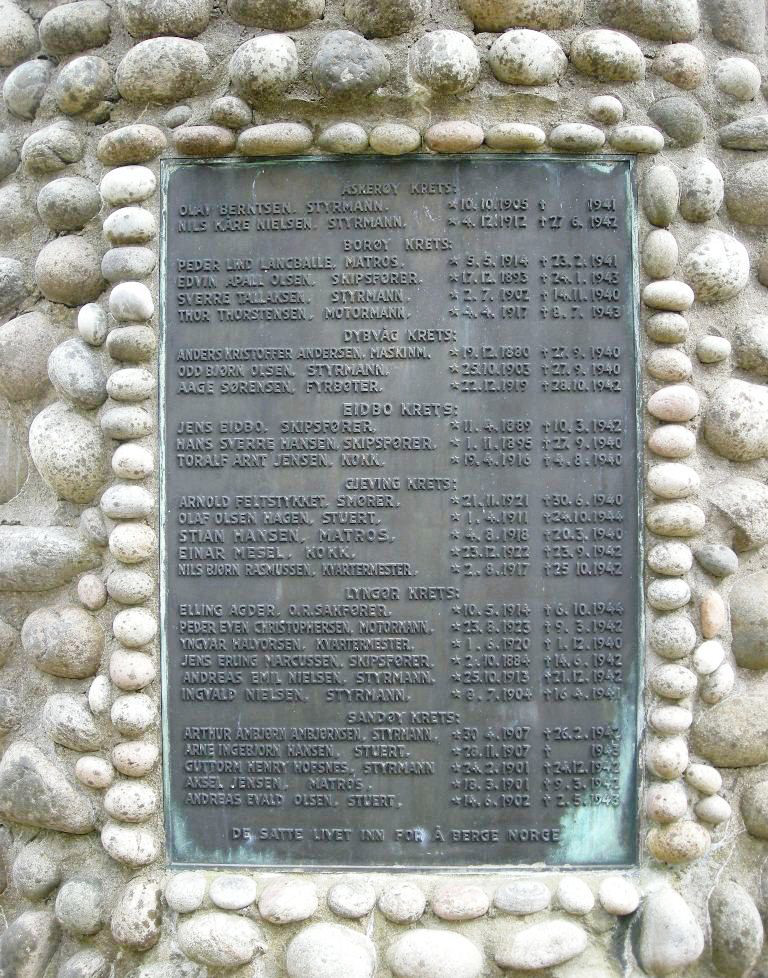 ASKERØY KRETS:
OLAV BERNTSEN. STYRMANN. *10.10.1905 † 1941
NILS KÅRE NIELSEN. STYRMANN. *4.12.1912 †27 6. 1942
BORØY KRETS:
PEDER LIND LANGBALLE, MATROS. *5.5.1914 †23.2.1941
EDVIN APALL OLSEN. SKIPSFØRER. *17.12.1893 †24.1.1943
SVERRE TALLAKSEN. STYRMANN. *2.7.1902 †14.11.1940
THOR THORSTENSEN. MOTORMANN. *4.4.1917 †8.7.1943
DYBVÅG KRETS:
ANDERS KRISTOFFER ANDERSEN, MASKINM. *19.12.1880 †27.9.1940
ODD BJØRN OLSEN. STYRMANN. *25.10.1903 †27.9.1940
AAGE SØRENSEN. FYRBØTER. *22.12.1919 †28.10.1942
EIDBO KRETS:
JENS EIDBO. SKIPSFØRER. *11.4.1889 †10.3.1942
HANS SVERRE HANSEN, SKIPSFØRER. *1.11.1895 †27.9.1940
TORALF ARNT JENSEN. KOKK. *19.4.1916 †4.8.1940
GJEVING KRETS:
ARNOLD FELTSTYKKET. SMØRER. *21.11.1921 †30.6.1940
OLAF OLSEN HAGEN. STUERT. *1.4.1911 †24.10.1944
STIAN HANSEN, MATROS. *4.8.1918 †20.3.1940
EINAR MESEL. KOKK. *23.12.1922 †23.9.1942
NILS BJØRN RASMUSSEN. KVARTERMESTER. *2.8.1917 †25 10.1942
LYNGØR KRETS:
ELLING AGDER. O.R.SAKFØRER. *10.5.1914 †6.10.1944
PEDER EVEN CHRISTOPHERSEN. MOTORMANN. *23.8.1923 †9.3.1942
YNGVAR HALVORSEN. KVARTERMESTER. *1.6.1920 †1.12.1940
JENS ERLING MARCUSSEN. SKIPSFØRER. *2.10.1884 †14.6.1942
ANDREAS EMIL NIELSEN. STYRMANN. *25.10.1913 †21.12.1942
INGVALD NIELSEN. STYRMANN. *8.7.1904 †16 4.1941
SANDØY KRETS:
ARTHUR AMBJØRN AMBJØRNSEN, STYRMANN. *30 4.1907 †26.2.1942
ARNE INGEBJORN HANSEN. STUERT. *28.11.1907 † 1943
GUTTORM HENRY HOFSNES. STYRMANN *24.2.1901 †24.12.1942
AKSEL JENSEN. MATROS. *18.3.1901 †9.3.1942
ANDREAS EVALD OLSEN, STUERT. *14.6.1902 †2.5.1943
DE SATTE LIVET INN FOR Å BERGE NORGE